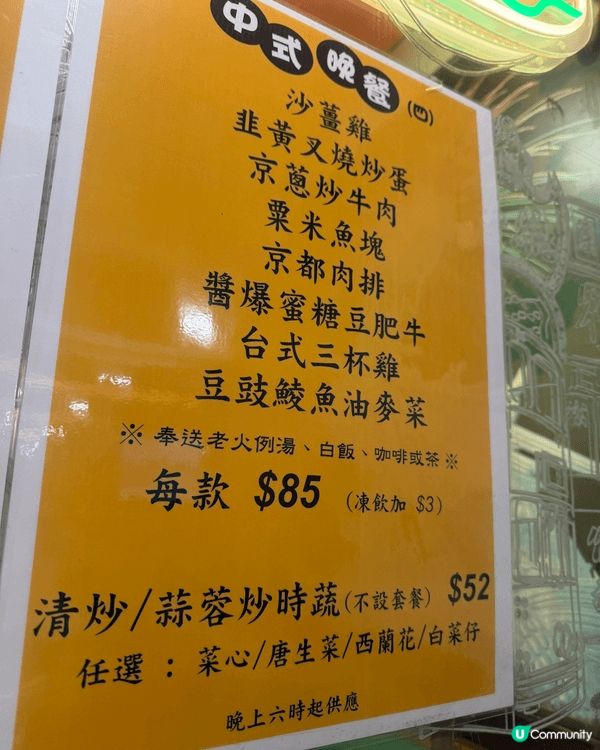 中式晚餐 (四)
沙薑雞
韭黃叉燒炒蛋
京蔥炒牛肉
粟米魚塊
京都肉排
醬爆蜜糖豆肥牛
台式三杯雞
豆豉鯪魚油麥菜
※ 奉送老火例湯、白飯、咖啡或茶 ※
每款 $85 (凍飲加 $3)
清炒/蒜蓉炒時蔬(不設套餐) $52
任選 : 菜心/唐生菜/西蘭花/白菜仔
晚上六時起供應
U Community